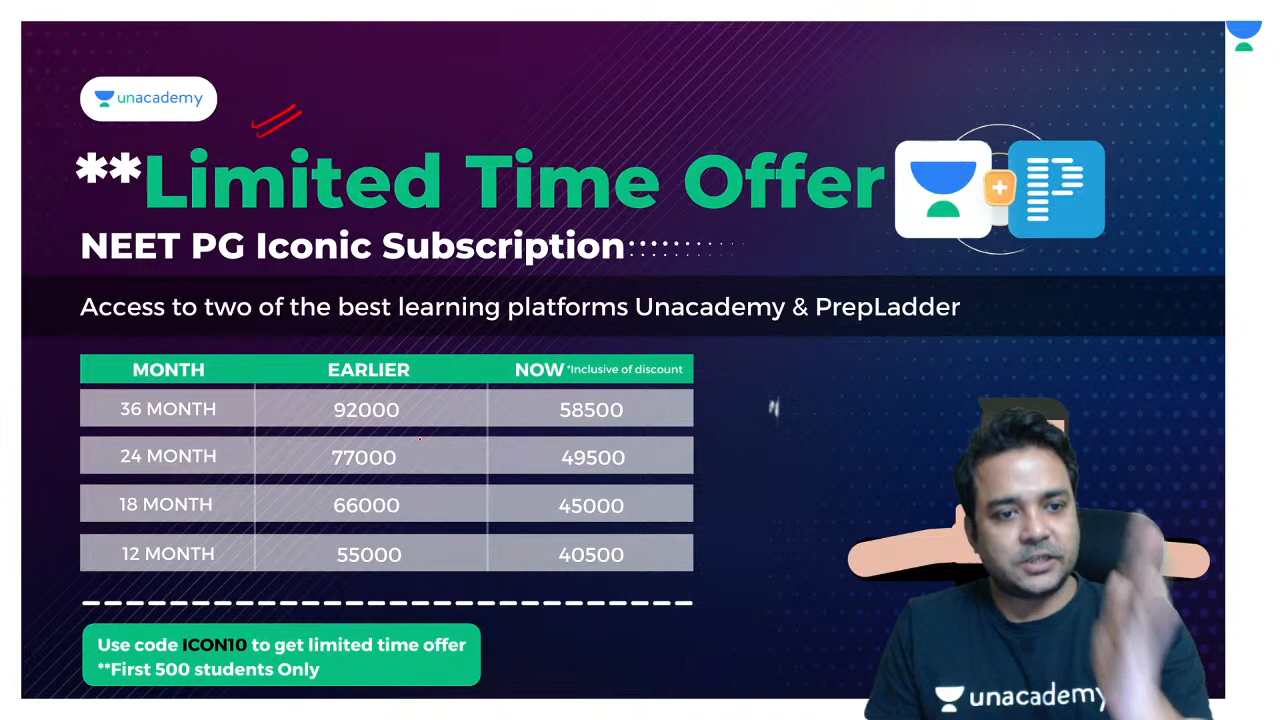 unacademy
**Limited Time Offer
NEET PG Iconic Subscription
Access to two of the best learning platforms Unacademy & PrepLadder
MONTH EARLIER NOW *Inclusive of discount
36 MONTH 92000 58500
24 MONTH 77000 49500
18 MONTH 66000 45000
12 MONTH 55000 40500
Use code ICON10 to get limited time offer
**First 500 students Only
unacademy